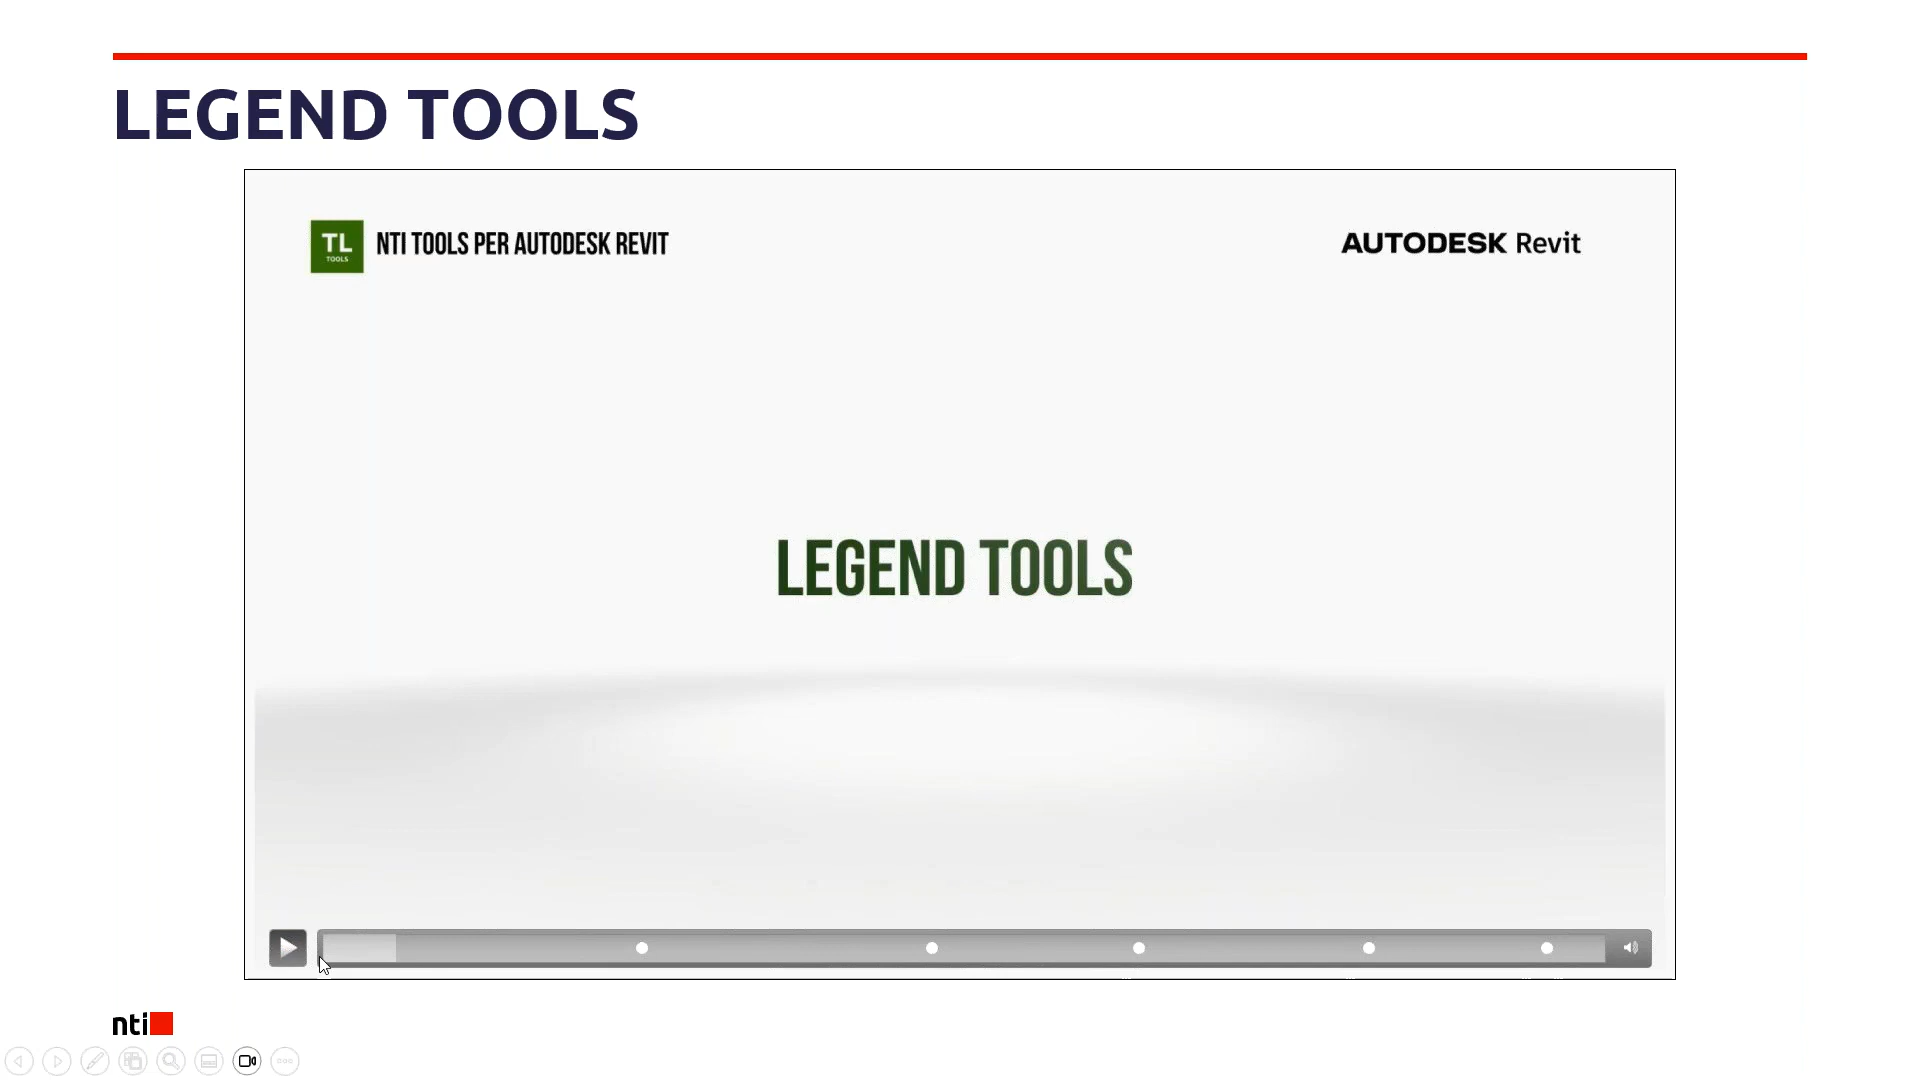 LEGEND TOOLS
TL
TOOLS
NTI TOOLS PER AUTODESK REVIT
AUTODESK Revit
LEGEND TOOLS
nti